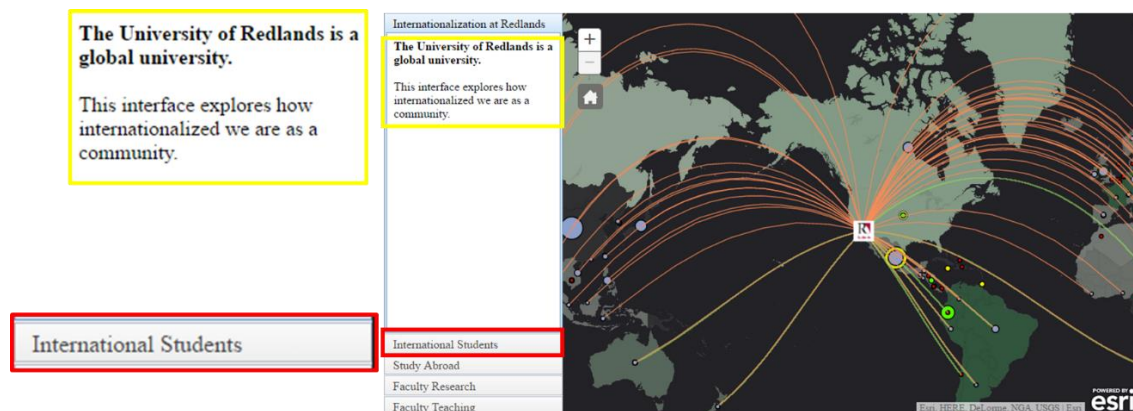 The University of Redlands is a
global university.
This interface explores how
internationalized we are as a
community.
International Students
Internationalization at Redlands
The University of Redlands is a
global university.
This interface explores how
internationalized we are as a
community.
International Students
Study Abroad
Faculty Research
Faculty Teaching
+
−
R
Esri, HERE, DeLorme, NGA, USGS | Esri
POWERED BY
esri